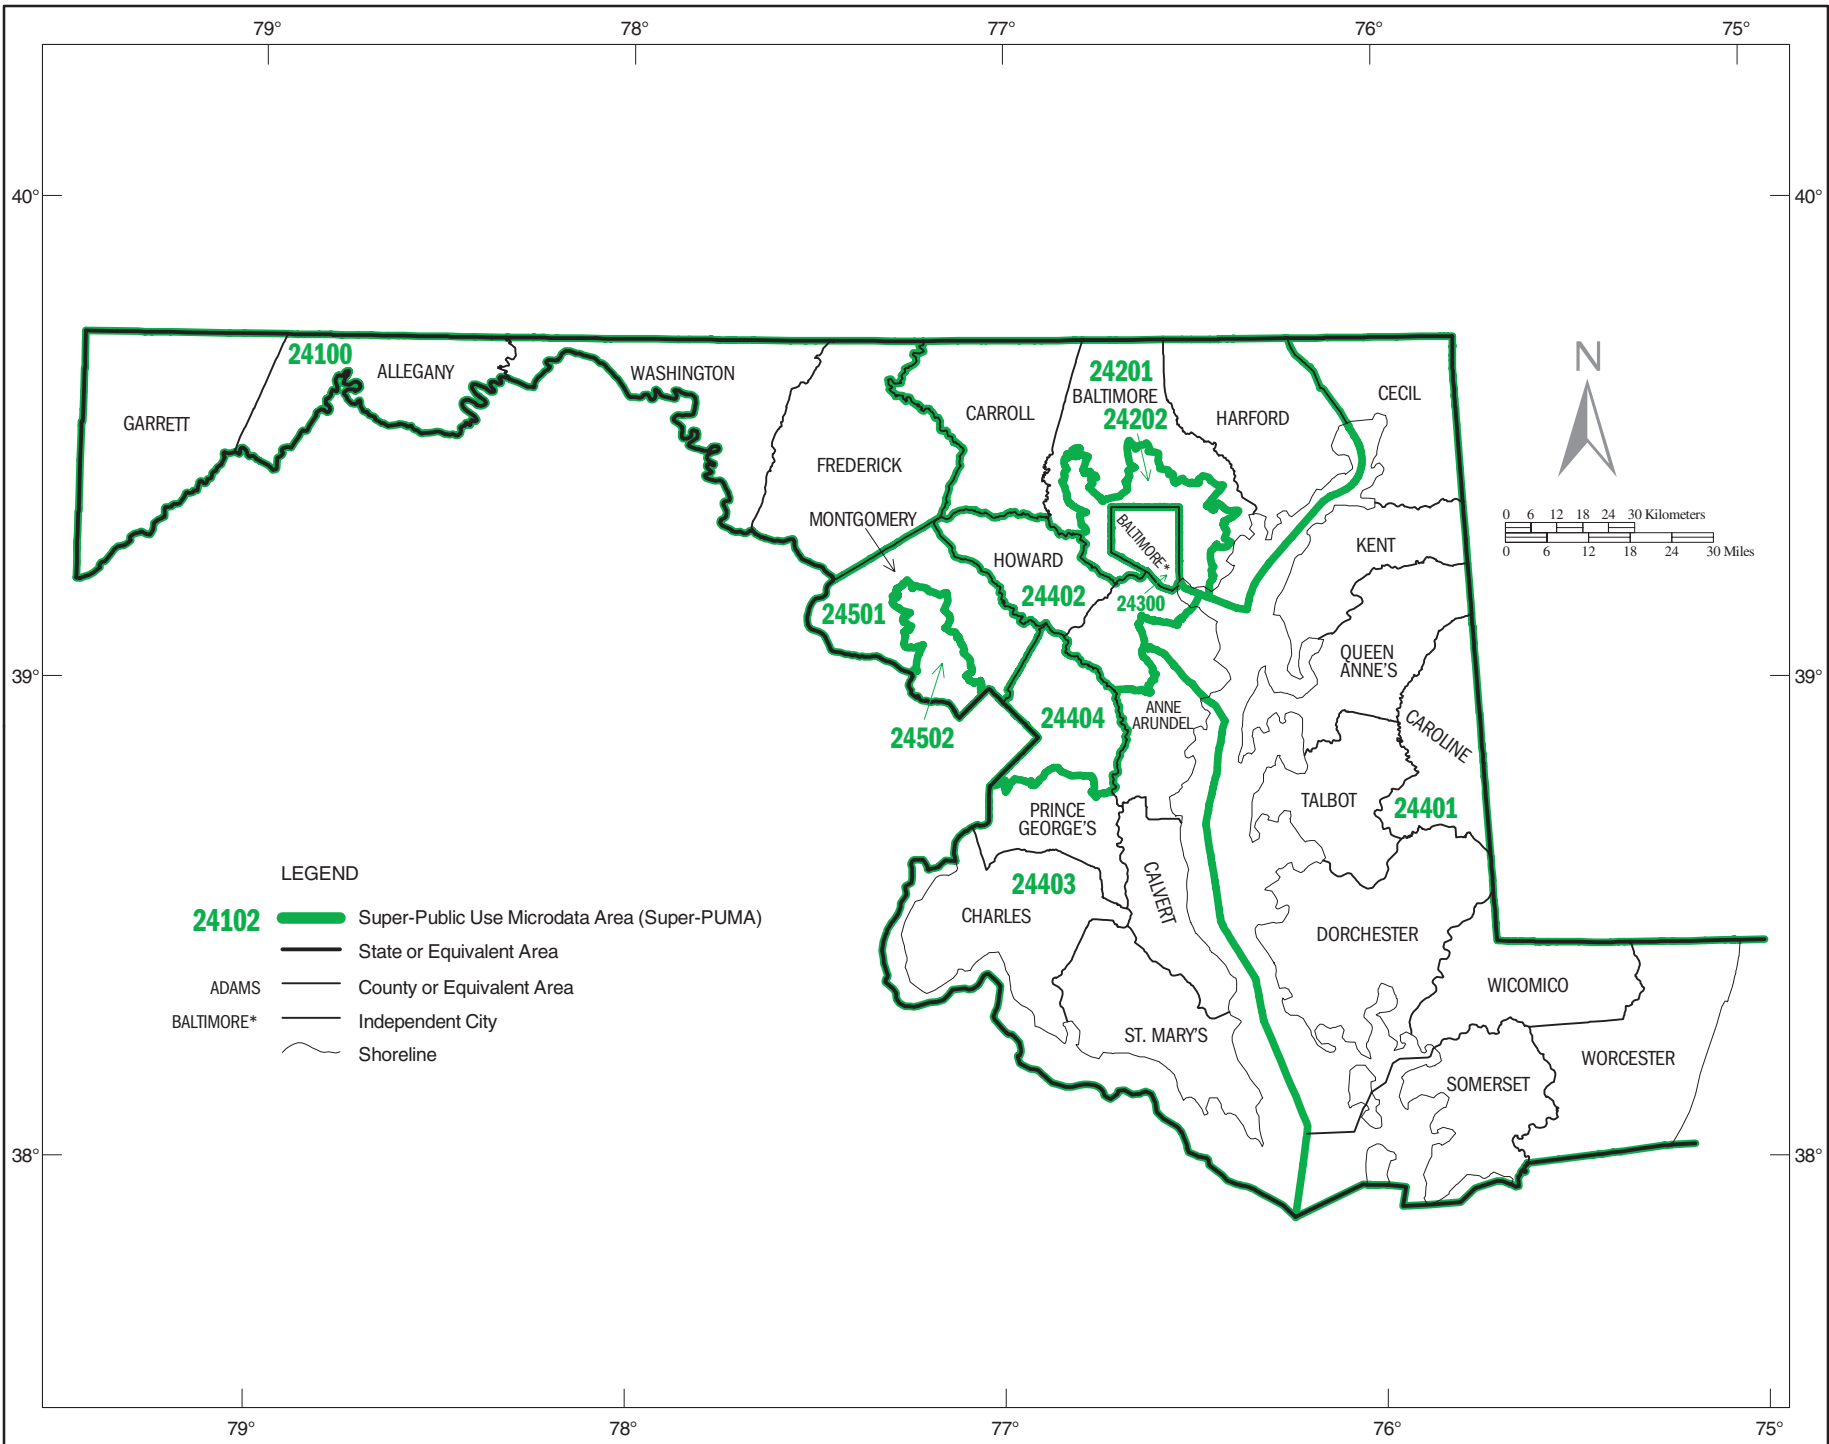 79° 78° 77° 76° 75°
40° 40°
24100
ALLEGANY
WASHINGTON
GARRETT
FREDERICK
CARROLL
24201
BALTIMORE
24202
HARFORD
CECIL
N
0 6 12 18 24 30 Kilometers
0 6 12 18 24 30 Miles
MONTGOMERY
HOWARD
BALTIMORE*
KENT
24501
24402
24300
39° 39°
QUEEN
ANNE'S
24502
24404
ANNE
ARUNDEL
CAROLINE
PRINCE
GEORGE'S
TALBOT
24401
24403
CHARLES
CALVERT
DORCHESTER
WICOMICO
ST. MARY'S
SOMERSET
WORCESTER
LEGEND
24102 Super-Public Use Microdata Area (Super-PUMA)
State or Equivalent Area
ADAMS County or Equivalent Area
BALTIMORE* Independent City
Shoreline
38° 38°
79° 78° 77° 76° 75°